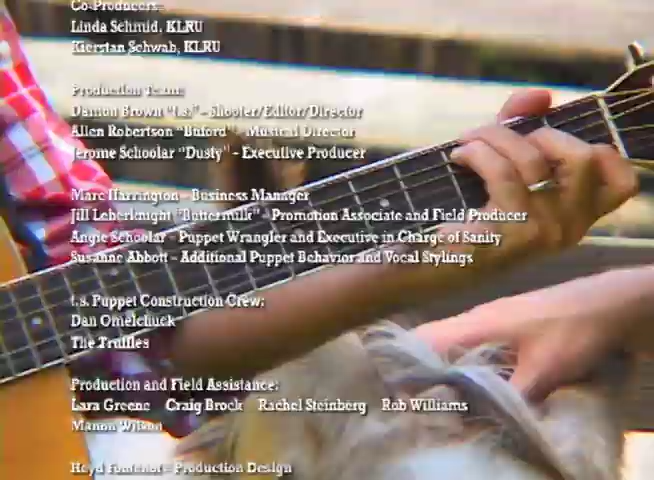 Co-Producers:
Linda Schmid, KLRU
Kierstan Schwab, KLRU
Production Team:
Damon Brown "t.s." - Shooter/Editor/Director
Allen Robertson "Buford" - Musical Director
Jerome Schoolar "Dusty" - Executive Producer
Marc Harrington - Business Manager
Jill Leberknight "Buttermilk" - Promotion Associate and Field Producer
Angie Schoolar - Puppet Wrangler and Executive in Charge of Sanity
Susanne Abbott - Additional Puppet Behavior and Vocal Stylings
t.s. Puppet Construction Crew:
Dan Omelchuck
The Truffles
Production and Field Assistance:
Lara Greene Craig Brock Rachel Steinberg Rob Williams
Manon Wilson
- Production Design